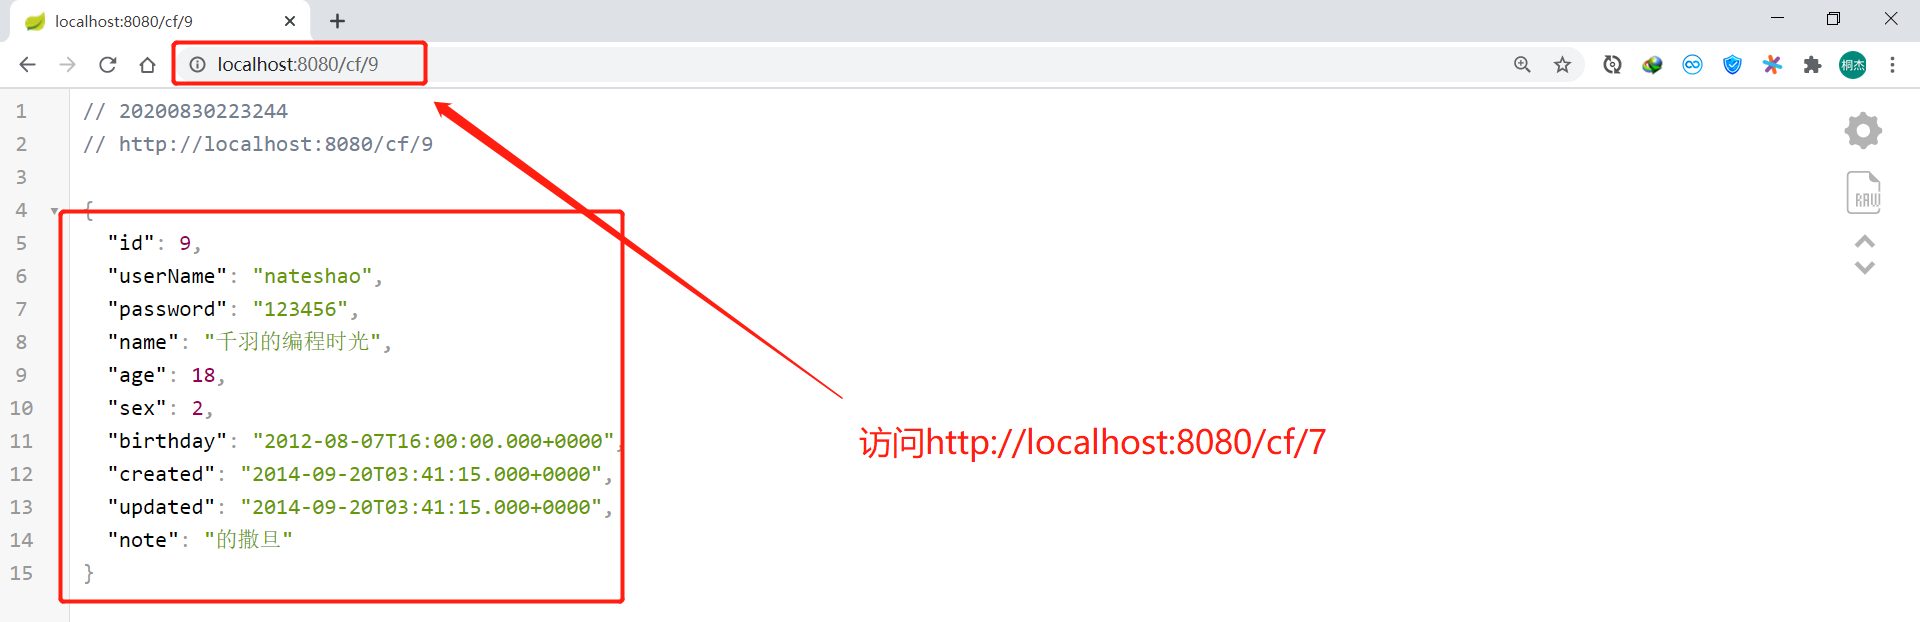 localhost:8080/cf/9
localhost:8080/cf/9
桐杰
1 // 20200830223244
2 // http://localhost:8080/cf/9
3
4 {
5 "id": 9,
6 "userName": "nateshao",
7 "password": "123456",
8 "name": "千羽的编程时光",
9 "age": 18,
10 "sex": 2,
11 "birthday": "2012-08-07T16:00:00.000+0000",
12 "created": "2014-09-20T03:41:15.000+0000",
13 "updated": "2014-09-20T03:41:15.000+0000",
14 "note": "的撒旦"
15 }
RAW
访问http://localhost:8080/cf/7